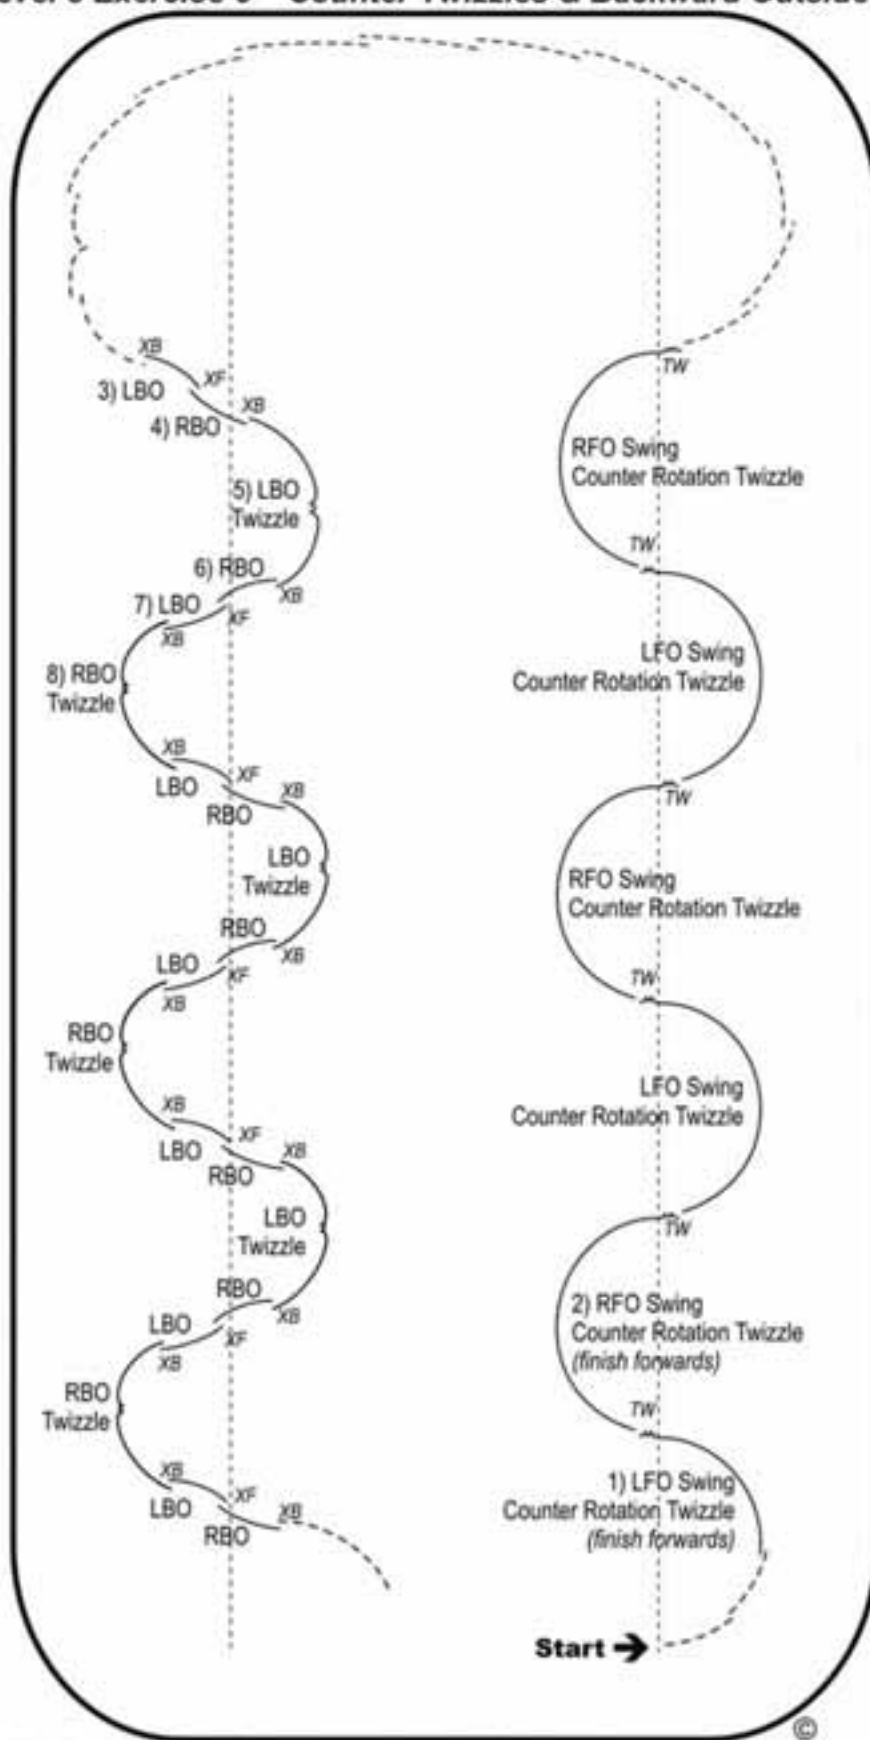 Exercise
Counter Twizzles & Backward Outside
XB
3) LBO
XF
4) RBO
XB
5) LBO
Twizzle
6) RBO
XB
7) LBO
XF
XB
8) RBO
Twizzle
XB
LBO
XF
RBO
XB
LBO
Twizzle
RBO
XB
LBO
XF
XB
RBO
Twizzle
XB
LBO
XF
RBO
XB
LBO
Twizzle
RBO
XB
LBO
XF
XB
RBO
Twizzle
XB
LBO
XF
RBO
XB
TW
RFO Swing
Counter Rotation Twizzle
TW
LFO Swing
Counter Rotation Twizzle
TW
RFO Swing
Counter Rotation Twizzle
TW
LFO Swing
Counter Rotation Twizzle
TW
2) RFO Swing
Counter Rotation Twizzle
(finish forwards)
TW
1) LFO Swing
Counter Rotation Twizzle
(finish forwards)
Start →
©